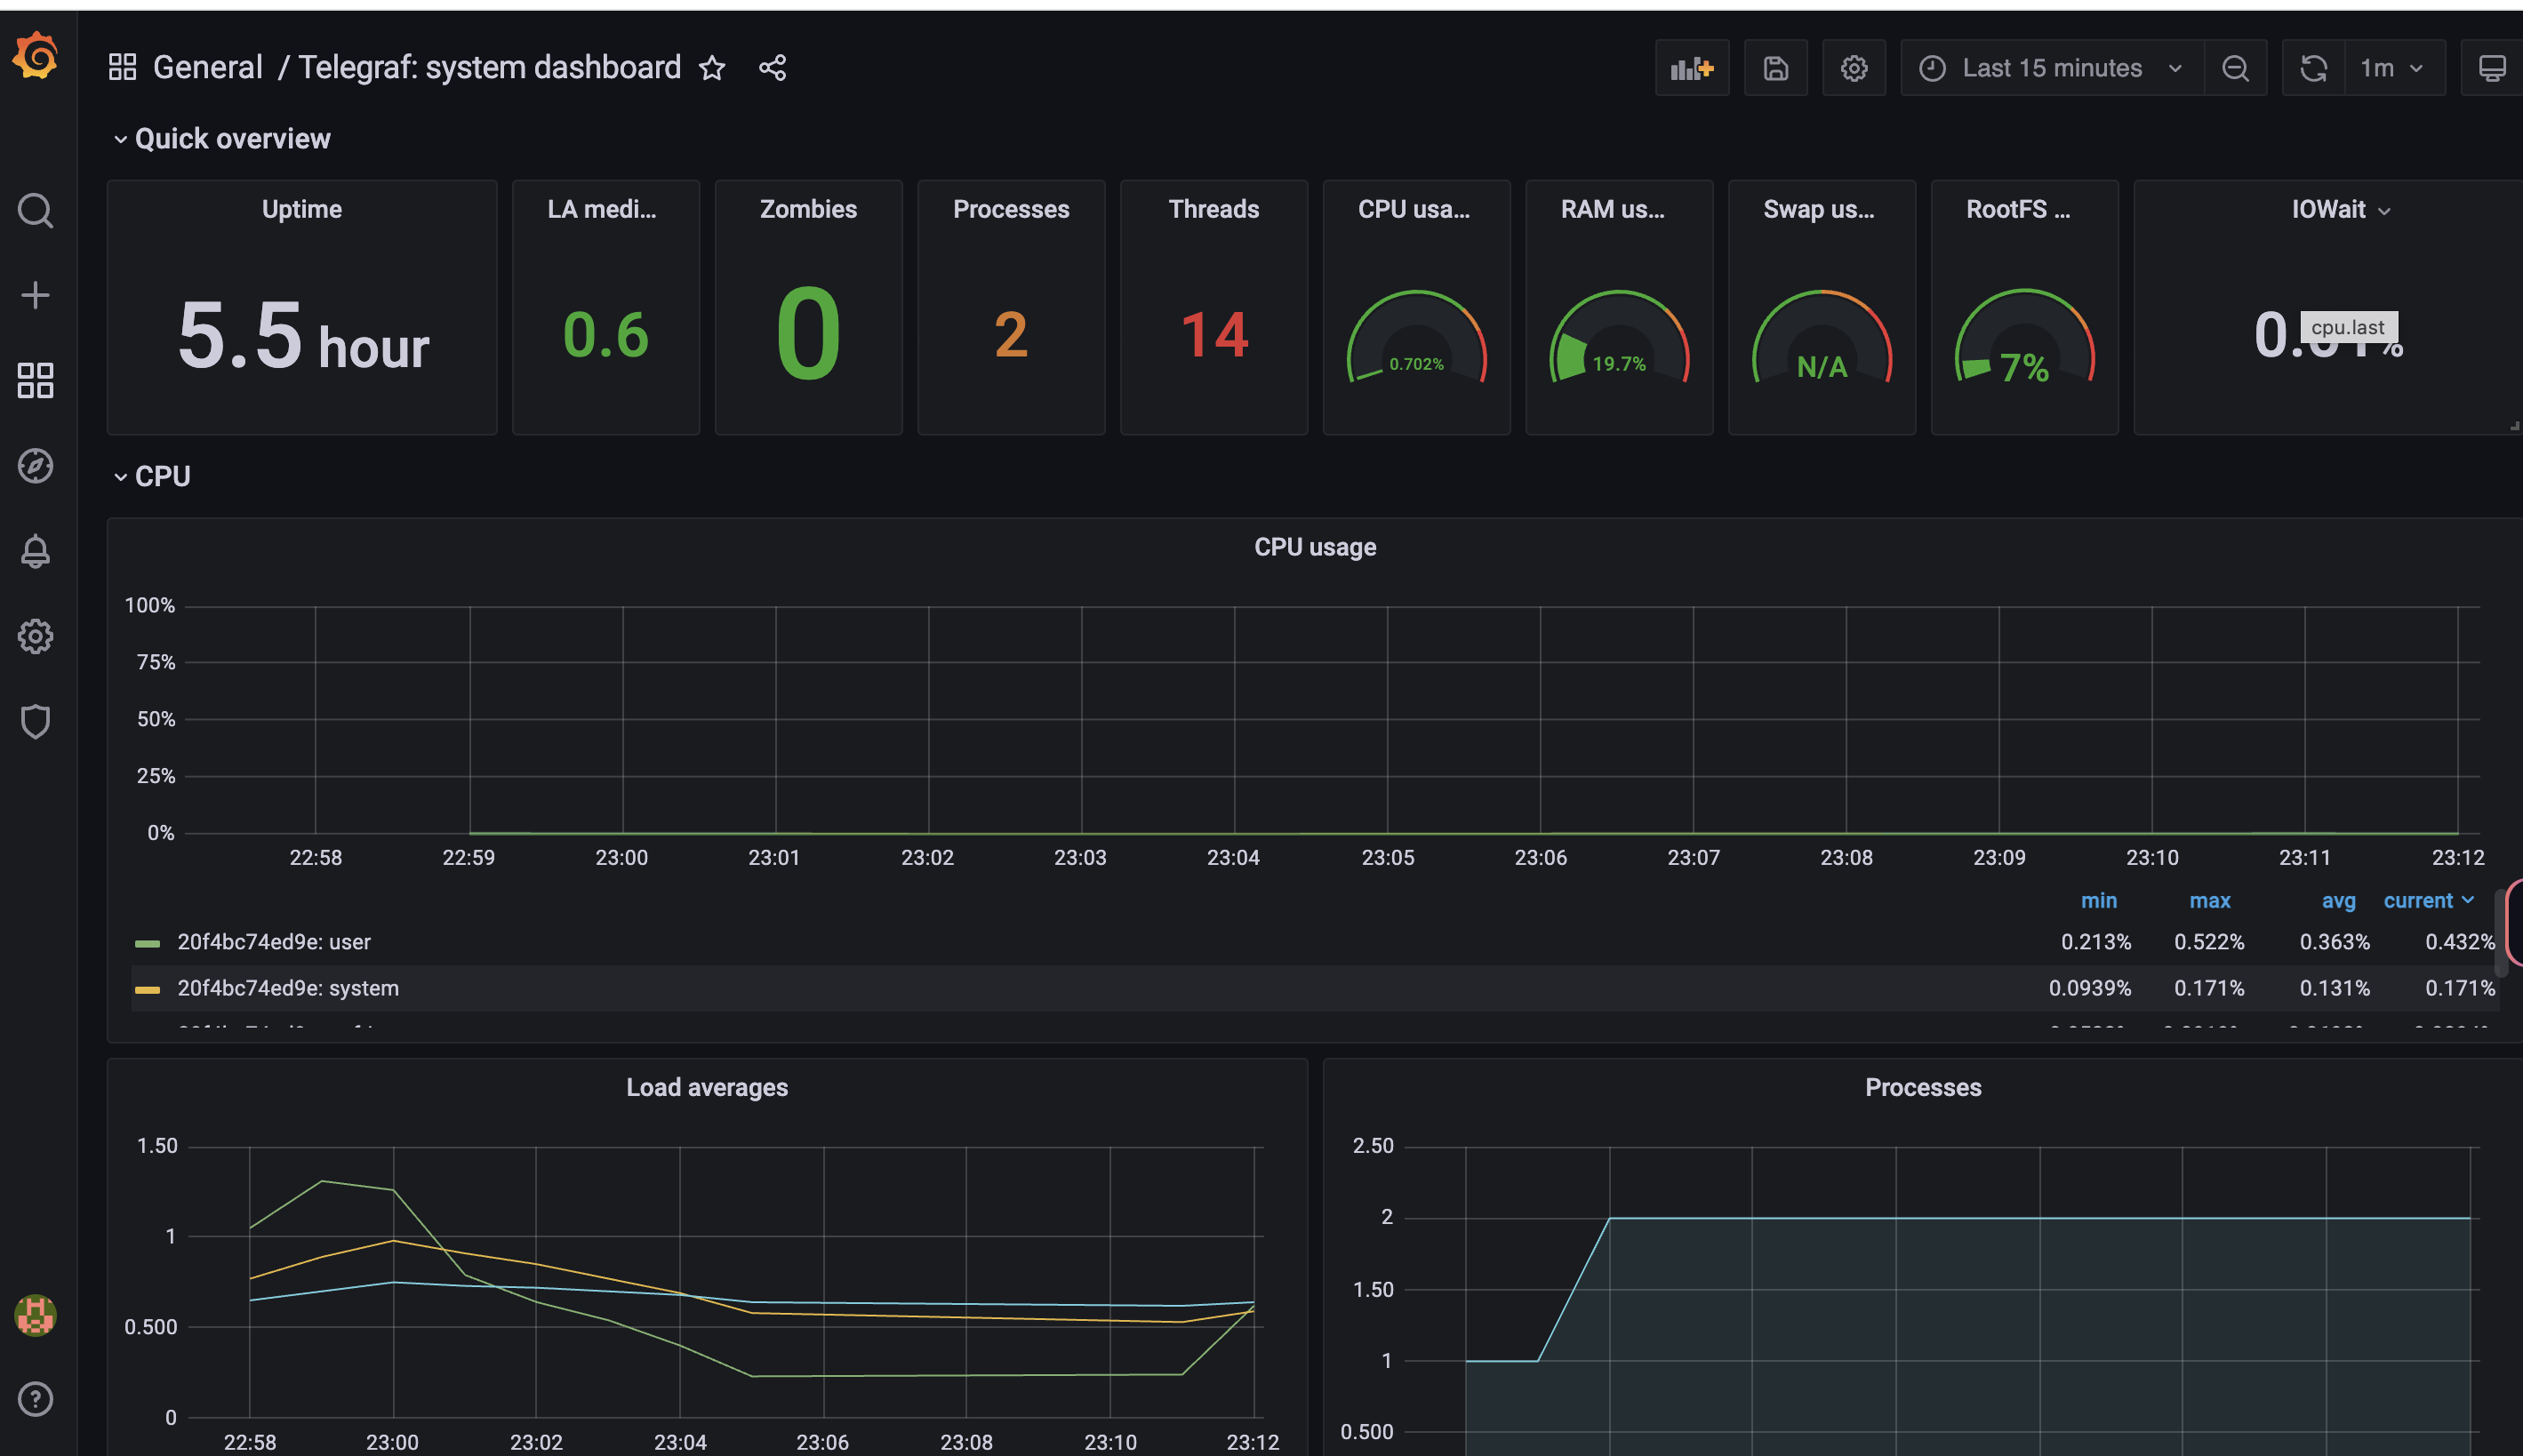 General / Telegraf: system dashboard
Last 15 minutes
1m
Quick overview
Uptime
5.5 hour
LA medi...
0.6
Zombies
0
Processes
2
Threads
14
CPU usa...
0.702%
RAM us...
19.7%
Swap us...
N/A
RootFS ...
7%
IOWait
cpu.last
CPU
CPU usage
100%
75%
50%
25%
0%
22:58 22:59 23:00 23:01 23:02 23:03 23:04 23:05 23:06 23:07 23:08 23:09 23:10 23:11 23:12
min max avg current
20f4bc74ed9e: user 0.213% 0.522% 0.363% 0.432%
20f4bc74ed9e: system 0.0939% 0.171% 0.131% 0.171%
Load averages
1.50
1
0.500
0
22:58 23:00 23:02 23:04 23:06 23:08 23:10 23:12
Processes
2.50
2
1.50
1
0.500